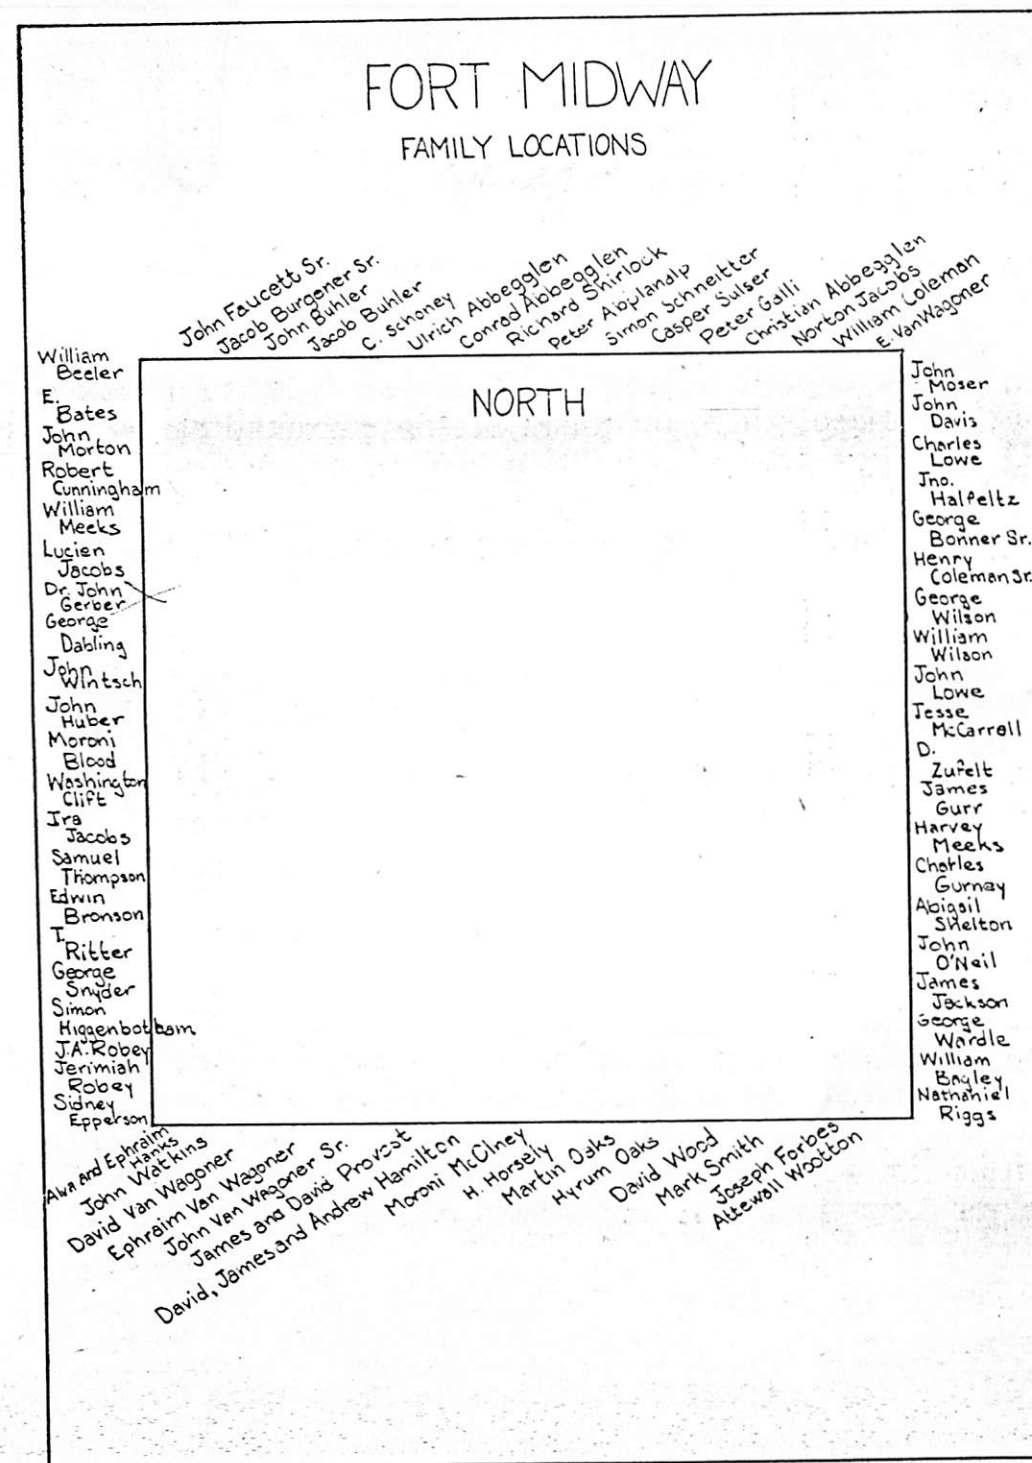 FORT MIDWAY
FAMILY LOCATIONS
John Faucett Sr.
Jacob Burgener Sr.
John Buhler
Jacob Buhler
C. Schoney
Ulrich Abbegglen
Conrad Abbegglen
Richard Shirlock
Peter Abplandlp
Simon Schneitter
Casper Sulser
Peter Galli
Christian Abbegglen
Norton Jacobs
William Coleman
E. VanWagoner
NORTH
William
Beeler
E.
Bates
John
Morton
Robert
Cunningham
William
Meeks
Lucien
Jacobs
Dr. John
Gerber
George
Dabling
John
Wintsch
John
Huber
Moroni
Blood
Washington
Clift
Ira
Jacobs
Samuel
Thompson
Edwin
Bronson
T.
Ritter
George
Snyder
Simon
Higgenbotham
J.A. Robey
Jerimiah
Robey
Sidney
Epperson
John
Moser
John
Davis
Charles
Lowe
Jno.
Halfeltz
George
Bonner Sr.
Henry
Coleman Sr.
George
Wilson
William
Wilson
John
Lowe
Jesse
McCarrell
D.
Zufelt
James
Gurr
Harvey
Meeks
Charles
Gurney
Abigail
Shelton
John
O'Neil
James
Jackson
George
Wardle
William
Bagley
Nathaniel
Riggs
Alva and Ephraim
Hanks
John Watkins
David Van Wagoner
Ephraim Van Wagoner
John Van Wagoner Sr.
James and David Provost
David, James and Andrew Hamilton
Moroni McOlney
H. Horsely
Martin Oaks
Hyrum Oaks
David Wood
Mark Smith
Joseph Forbes
Attewall Wootton